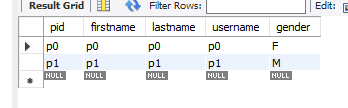 Result Grid Filter Rows: Edit:
pid firstname lastname username gender
p0 p0 p0 p0 F
p1 p1 p1 p1 M
NULL NULL NULL NULL NULL